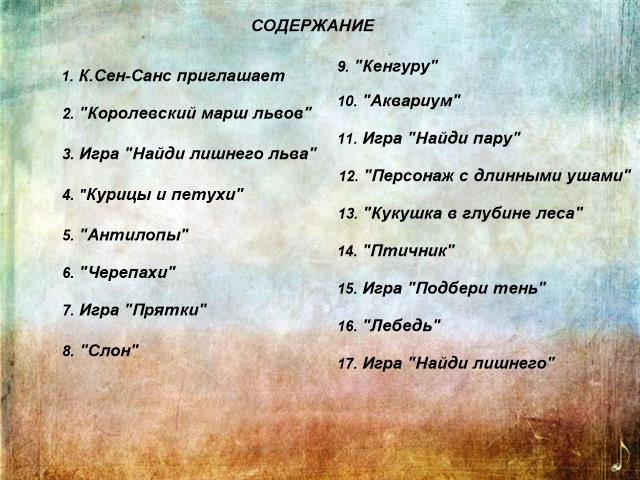 СОДЕРЖАНИЕ
1. К.Сен-Санс приглашает
2. "Королевский марш львов"
3. Игра "Найди лишнего льва"
4. "Курицы и петухи"
5. "Антилопы"
6. "Черепахи"
7. Игра "Прятки"
8. "Слон"
9. "Кенгуру"
10. "Аквариум"
11. Игра "Найди пару"
12. "Персонаж с длинными ушами"
13. "Кукушка в глубине леса"
14. "Птичник"
15. Игра "Подбери тень"
16. "Лебедь"
17. Игра "Найди лишнего"